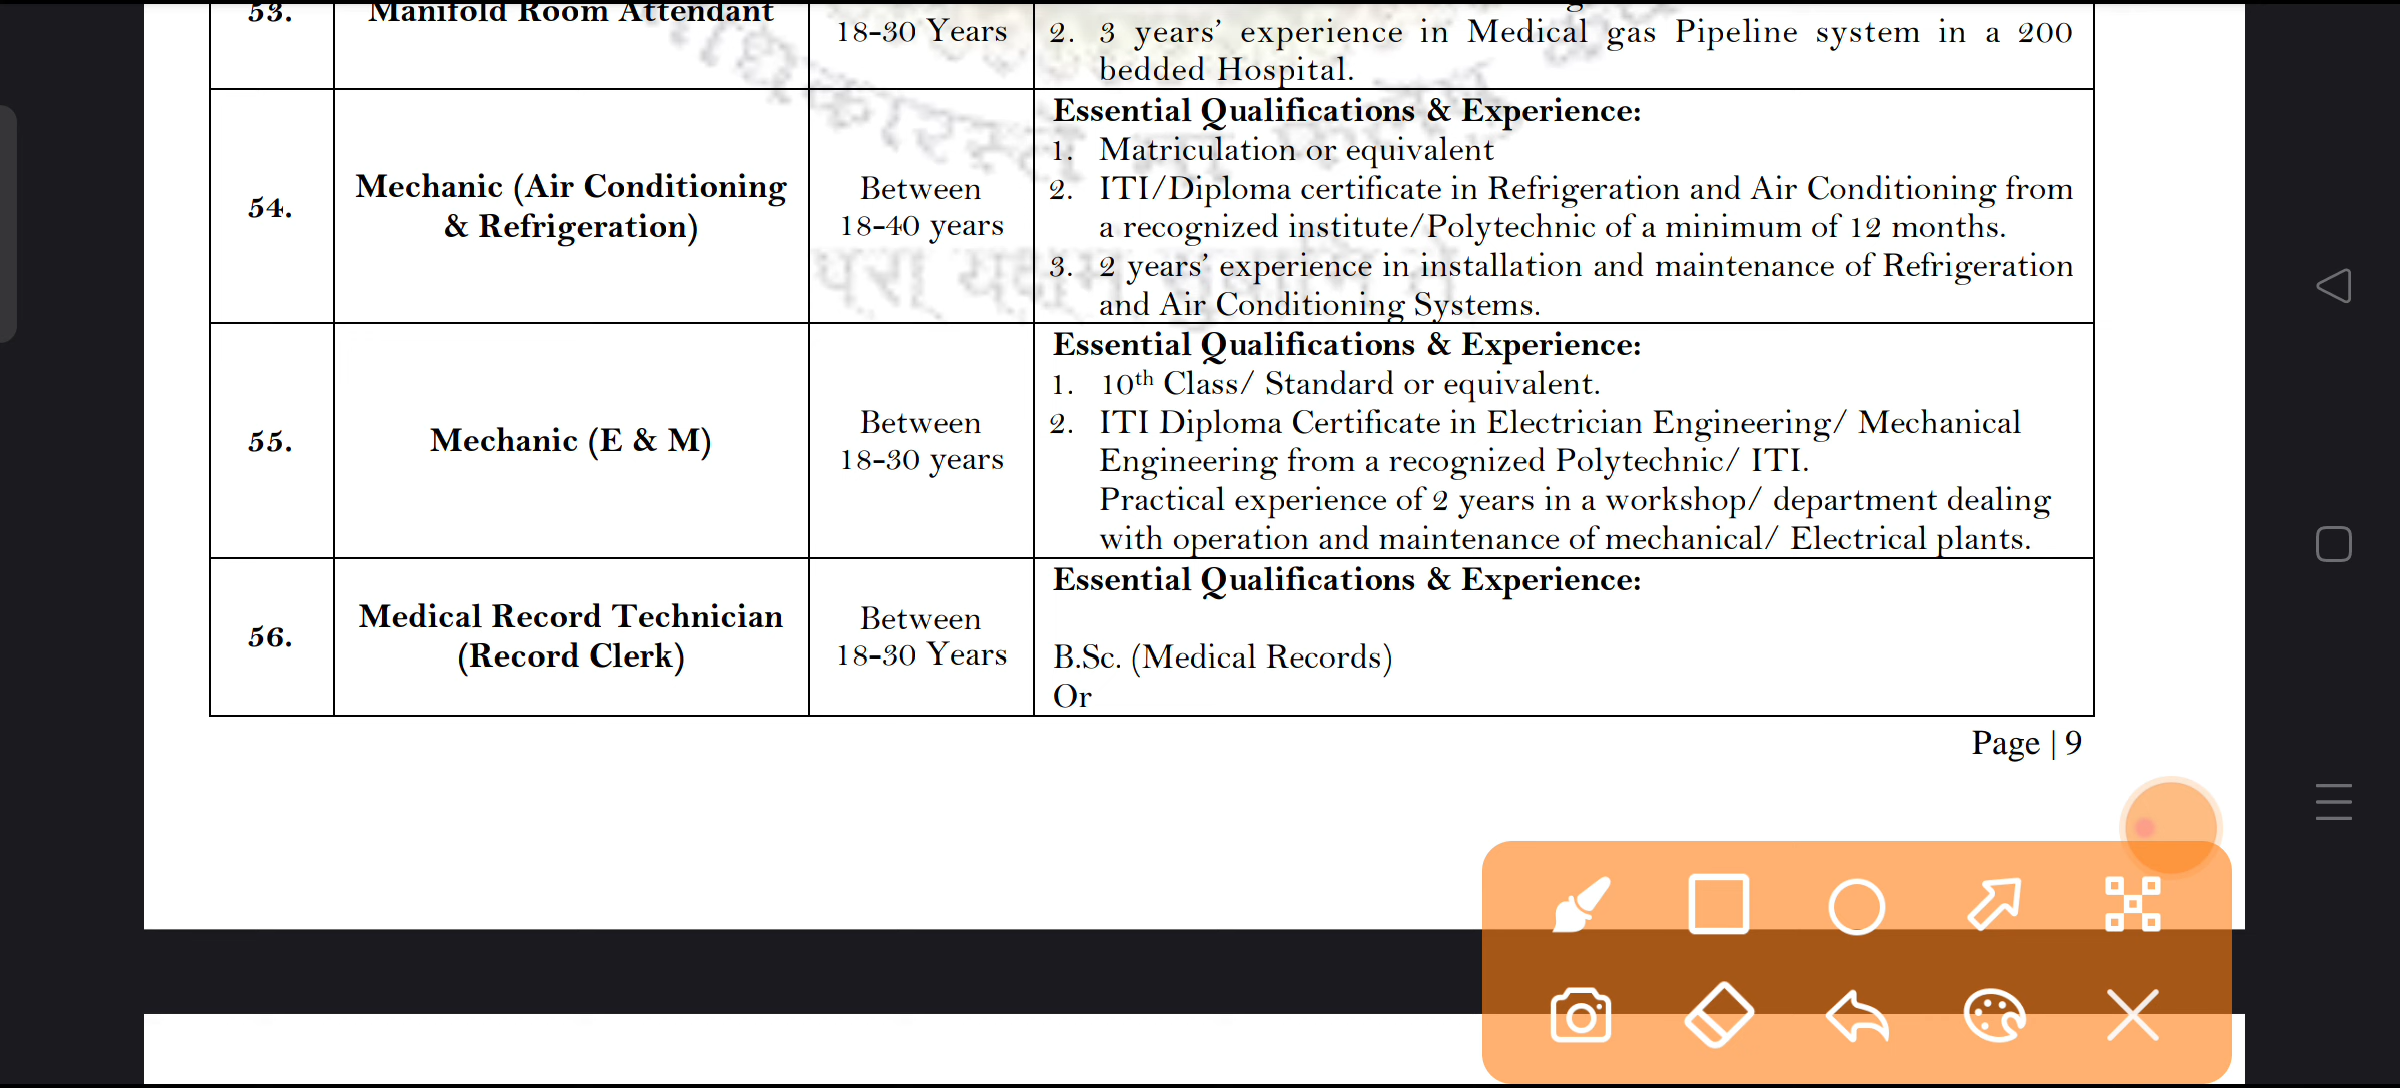 53.
Manifold Room Attendant
18-30 Years
2. 3 years’ experience in Medical gas Pipeline system in a 200
bedded Hospital.
54.
Mechanic (Air Conditioning
& Refrigeration)
Between
18-40 years
Essential Qualifications & Experience:
1. Matriculation or equivalent
2. ITI/Diploma certificate in Refrigeration and Air Conditioning from
a recognized institute/Polytechnic of a minimum of 12 months.
3. 2 years’ experience in installation and maintenance of Refrigeration
and Air Conditioning Systems.
55.
Mechanic (E & M)
Between
18-30 years
Essential Qualifications & Experience:
1. 10th Class/ Standard or equivalent.
2. ITI Diploma Certificate in Electrician Engineering/ Mechanical
Engineering from a recognized Polytechnic/ ITI.
Practical experience of 2 years in a workshop/ department dealing
with operation and maintenance of mechanical/ Electrical plants.
56.
Medical Record Technician
(Record Clerk)
Between
18-30 Years
Essential Qualifications & Experience:
B.Sc. (Medical Records)
Or
Page | 9